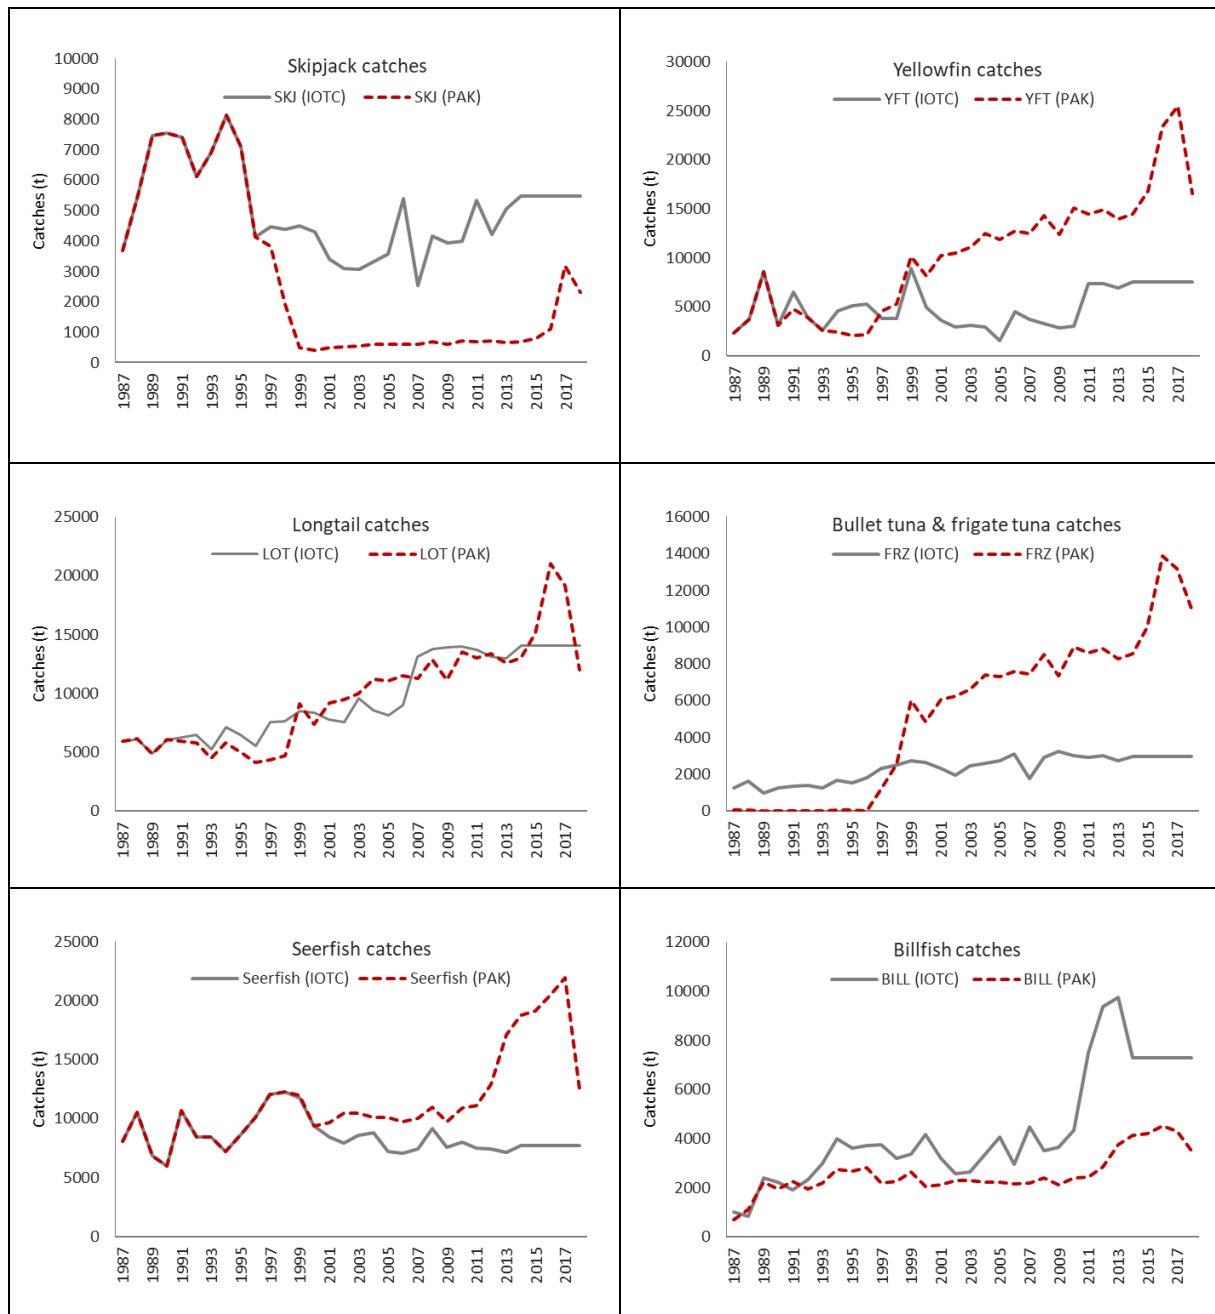 Skipjack catches
SKJ (IOTC) SKJ (PAK)
Catches (t)
10000
9000
8000
7000
6000
5000
4000
3000
2000
1000
0
1987 1989 1991 1993 1995 1997 1999 2001 2003 2005 2007 2009 2011 2013 2015 2017
Yellowfin catches
YFT (IOTC) YFT (PAK)
Catches (t)
30000
25000
20000
15000
10000
5000
0
1987 1989 1991 1993 1995 1997 1999 2001 2003 2005 2007 2009 2011 2013 2015 2017
Longtail catches
LOT (IOTC) LOT (PAK)
Catches (t)
25000
20000
15000
10000
5000
0
1987 1989 1991 1993 1995 1997 1999 2001 2003 2005 2007 2009 2011 2013 2015 2017
Bullet tuna & frigate tuna catches
FRZ (IOTC) FRZ (PAK)
Catches (t)
16000
14000
12000
10000
8000
6000
4000
2000
0
1987 1989 1991 1993 1995 1997 1999 2001 2003 2005 2007 2009 2011 2013 2015 2017
Seerfish catches
Seerfish (IOTC) Seerfish (PAK)
Catches (t)
25000
20000
15000
10000
5000
0
1987 1989 1991 1993 1995 1997 1999 2001 2003 2005 2007 2009 2011 2013 2015 2017
Billfish catches
BILL (IOTC) BILL (PAK)
Catches (t)
12000
10000
8000
6000
4000
2000
0
1987 1989 1991 1993 1995 1997 1999 2001 2003 2005 2007 2009 2011 2013 2015 2017